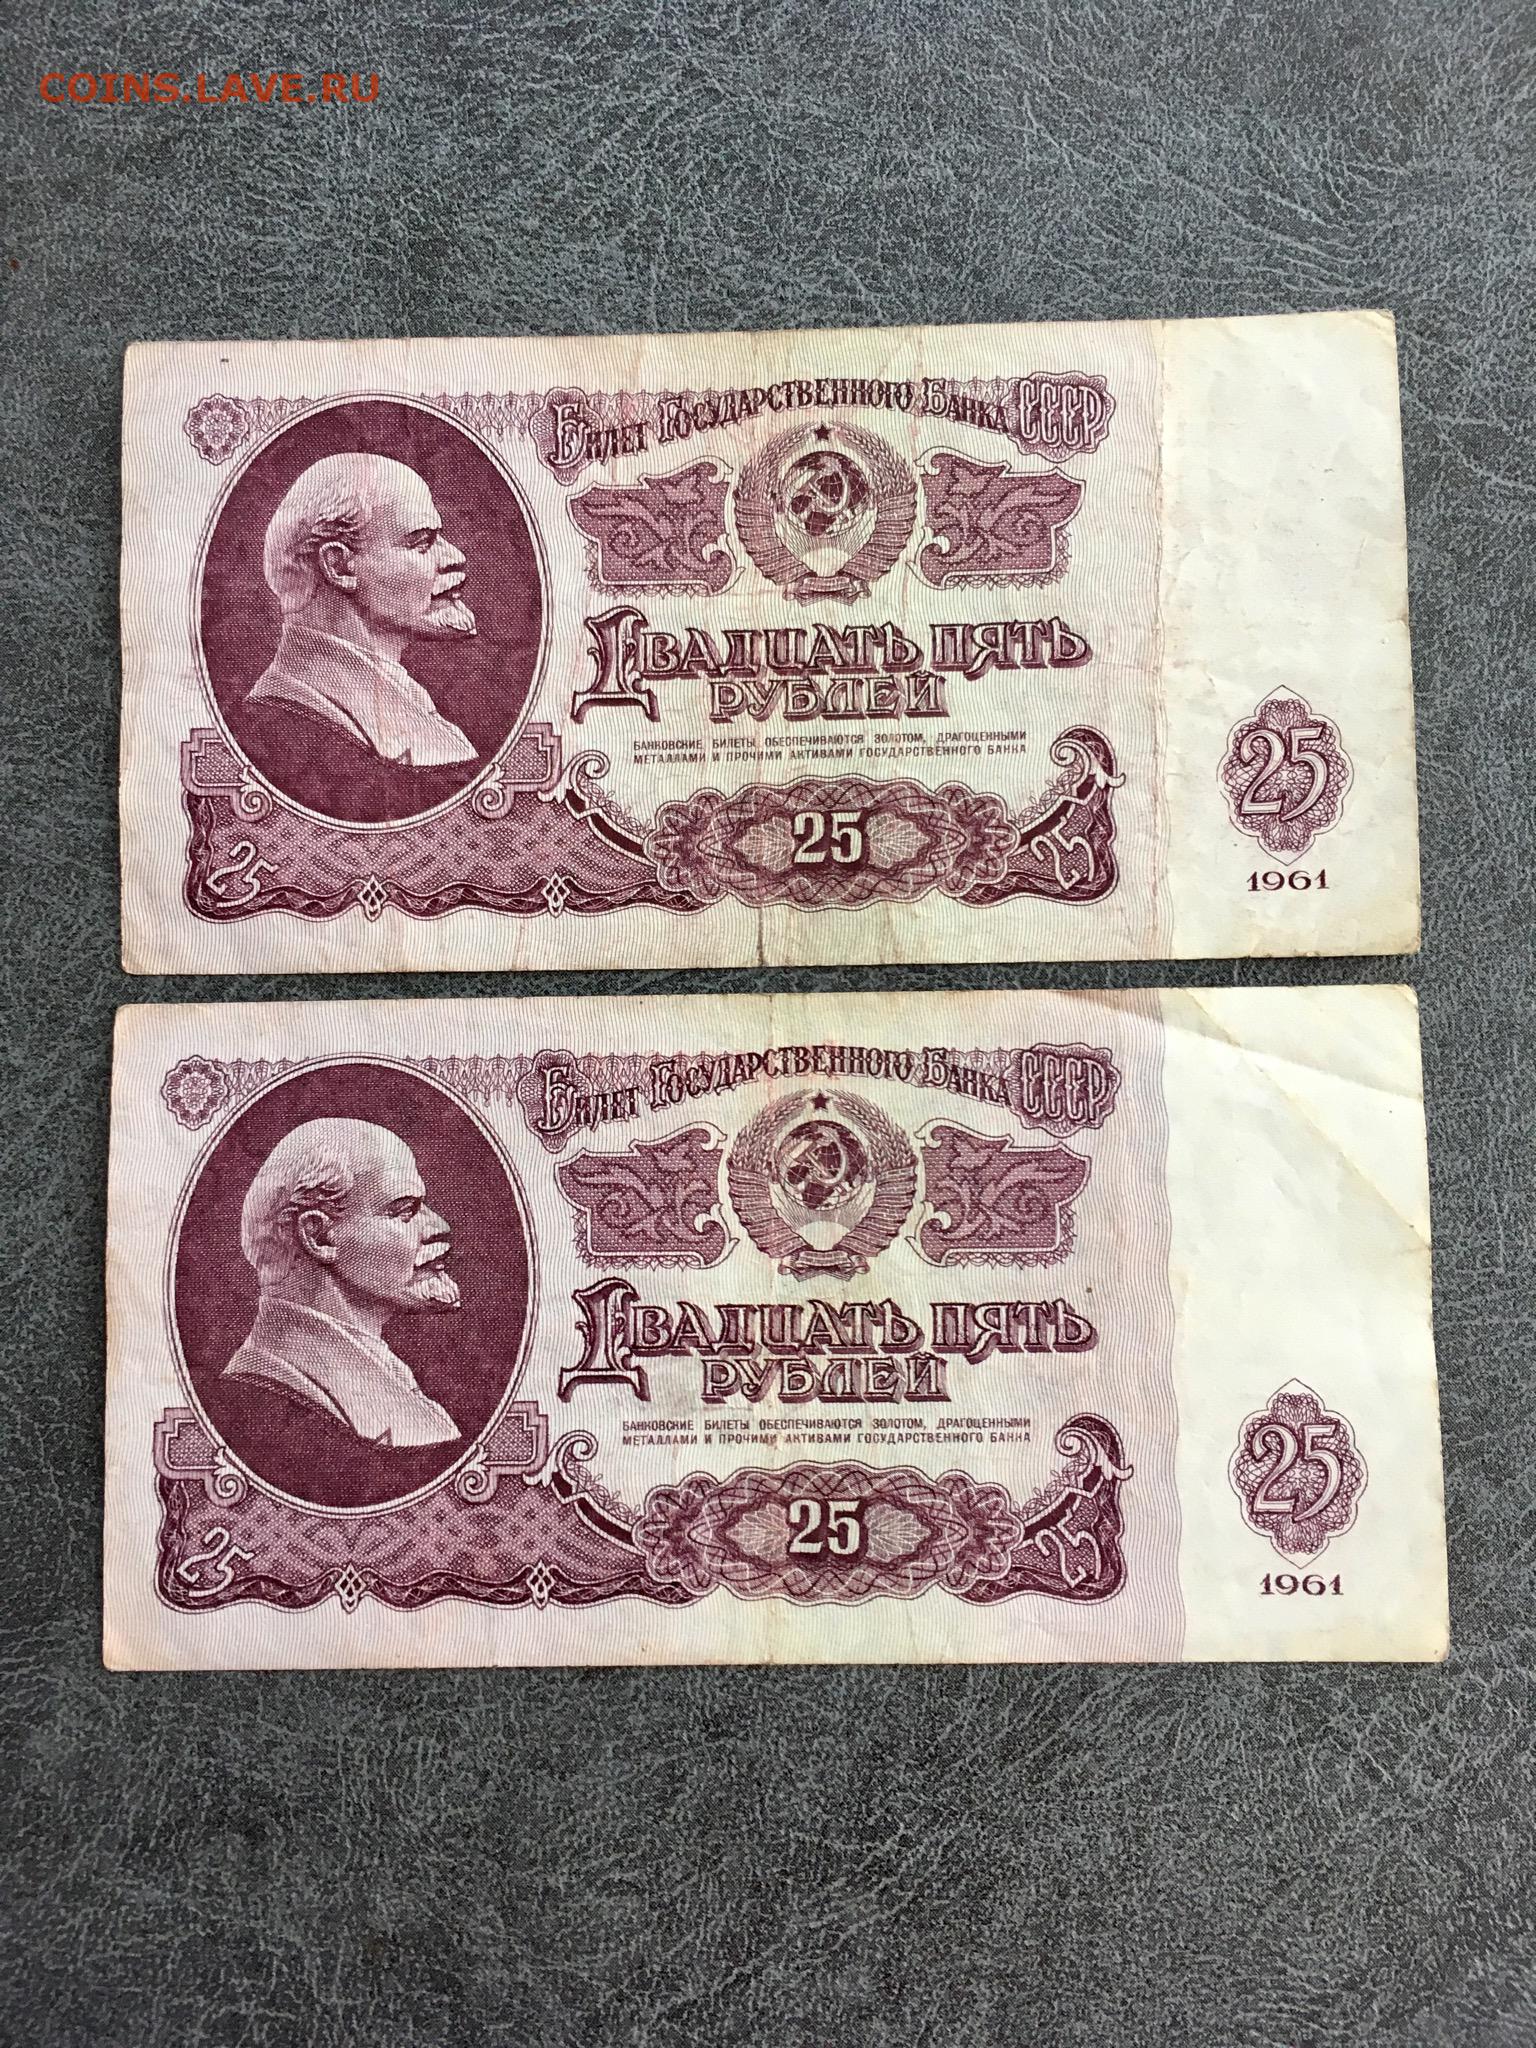 COINS.LAVE.RU
Билет Государственного Банка СССР
Двадцать пять
рублей
БАНКОВСКИЕ БИЛЕТЫ ОБЕСПЕЧИВАЮТСЯ ЗОЛОТОМ, ДРАГОЦЕННЫМИ
МЕТАЛЛАМИ И ПРОЧИМИ АКТИВАМИ ГОСУДАРСТВЕННОГО БАНКА
25
25
25
25
1961
Билет Государственного Банка СССР
Двадцать пять
рублей
БАНКОВСКИЕ БИЛЕТЫ ОБЕСПЕЧИВАЮТСЯ ЗОЛОТОМ, ДРАГОЦЕННЫМИ
МЕТАЛЛАМИ И ПРОЧИМИ АКТИВАМИ ГОСУДАРСТВЕННОГО БАНКА
25
25
25
25
1961